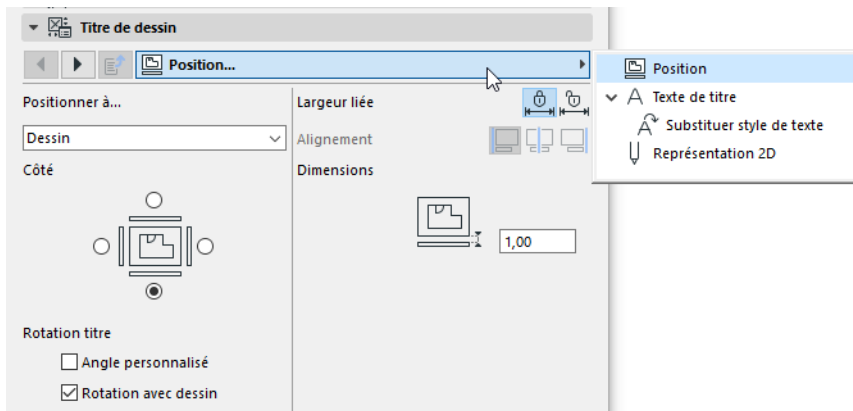 Titre de dessin
Position...
Position
Texte de titre
Substituer style de texte
Représentation 2D
Positionner à...
Dessin
Côté
Rotation titre
Angle personnalisé
Rotation avec dessin
Largeur liée
Alignement
Dimensions
1,00